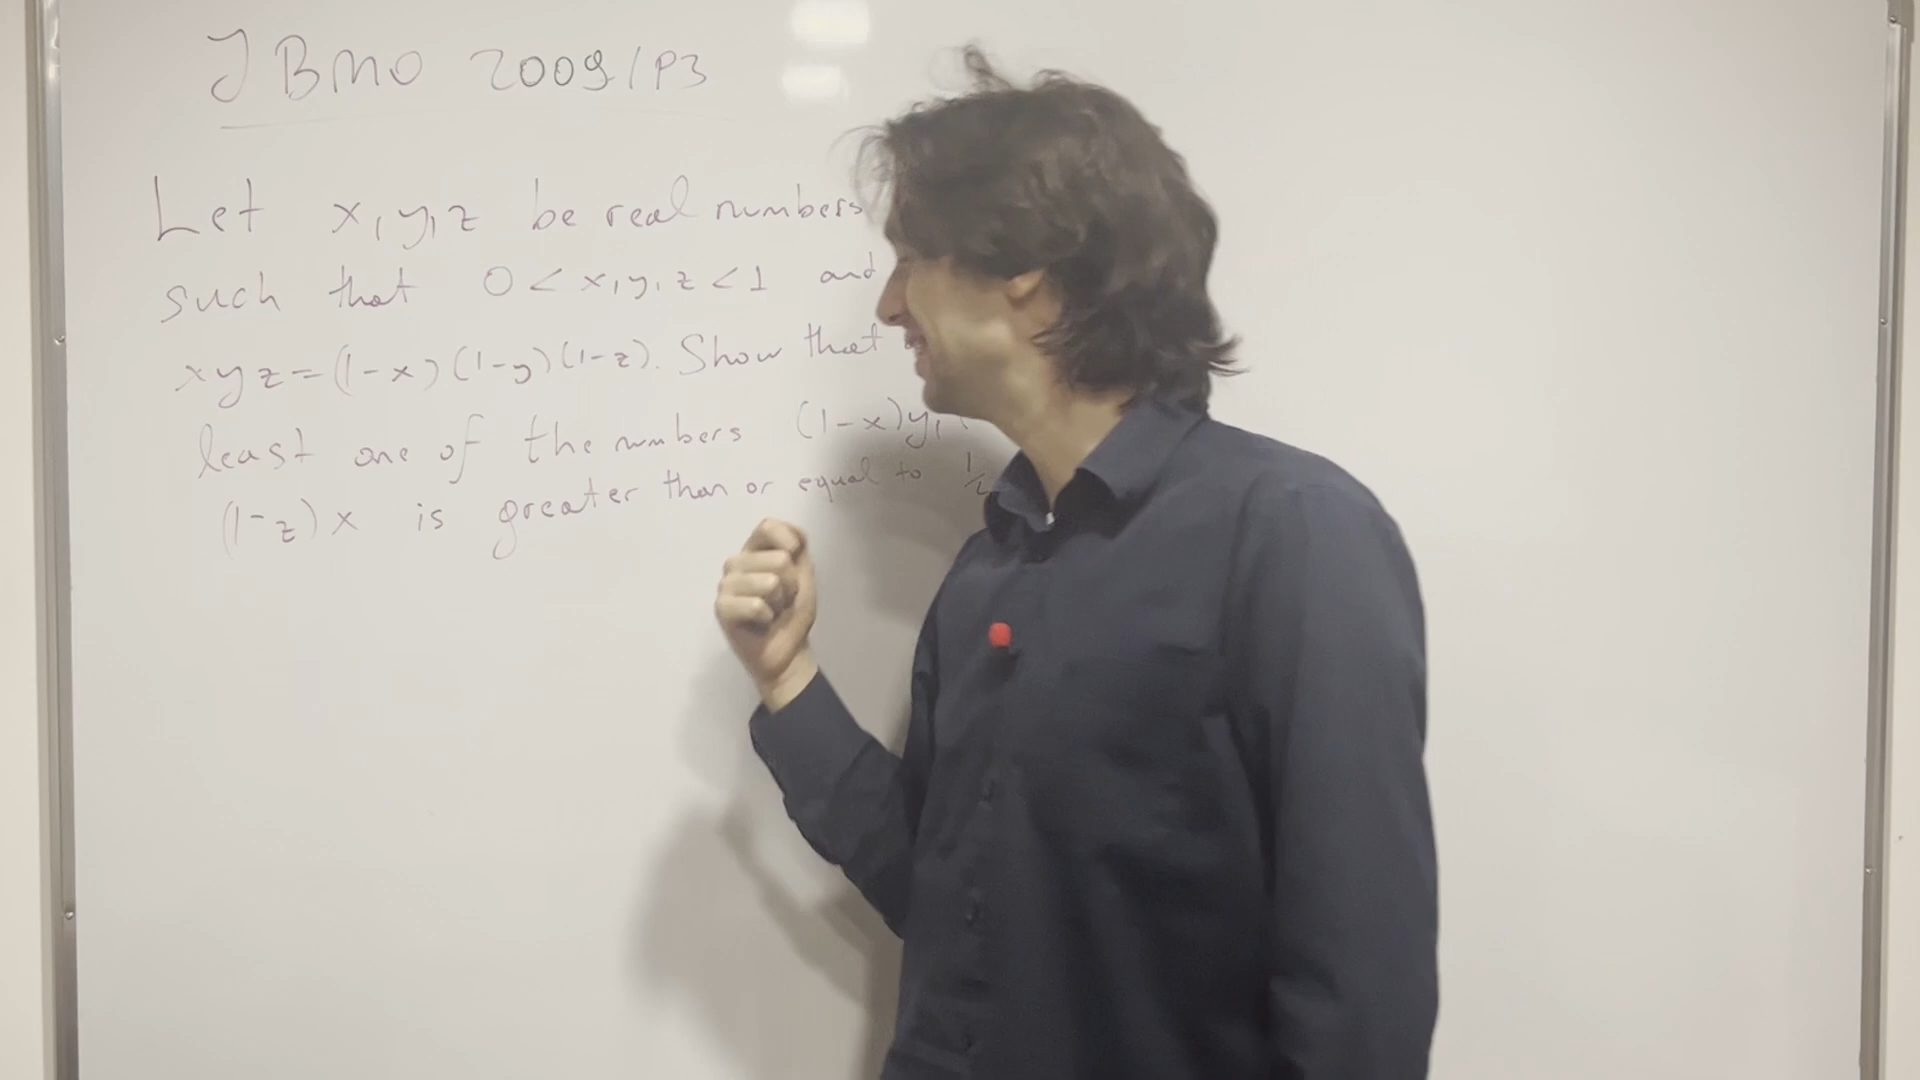 JBMO 2009/P3
Let x,y,z be real numbers
such that 0 < x,y,z < 1 and
xyz=(1-x)(1-y)(1-z). Show that
least one of the numbers (1-x)y,
(1-z)x is greater than or equal to 1/